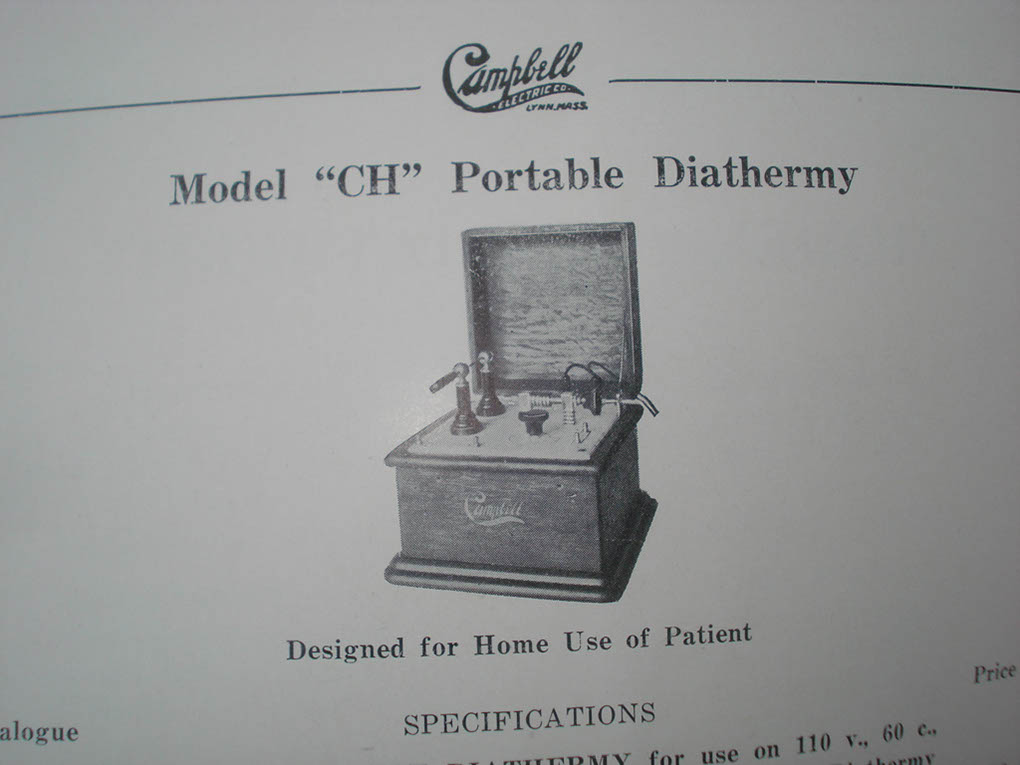 Campbell
ELECTRIC CO.
LYNN, MASS.
Model “CH” Portable Diathermy
Campbell
Designed for Home Use of Patient
Price
alogue
SPECIFICATIONS
DIATHERMY for use on 110 v., 60 c.,